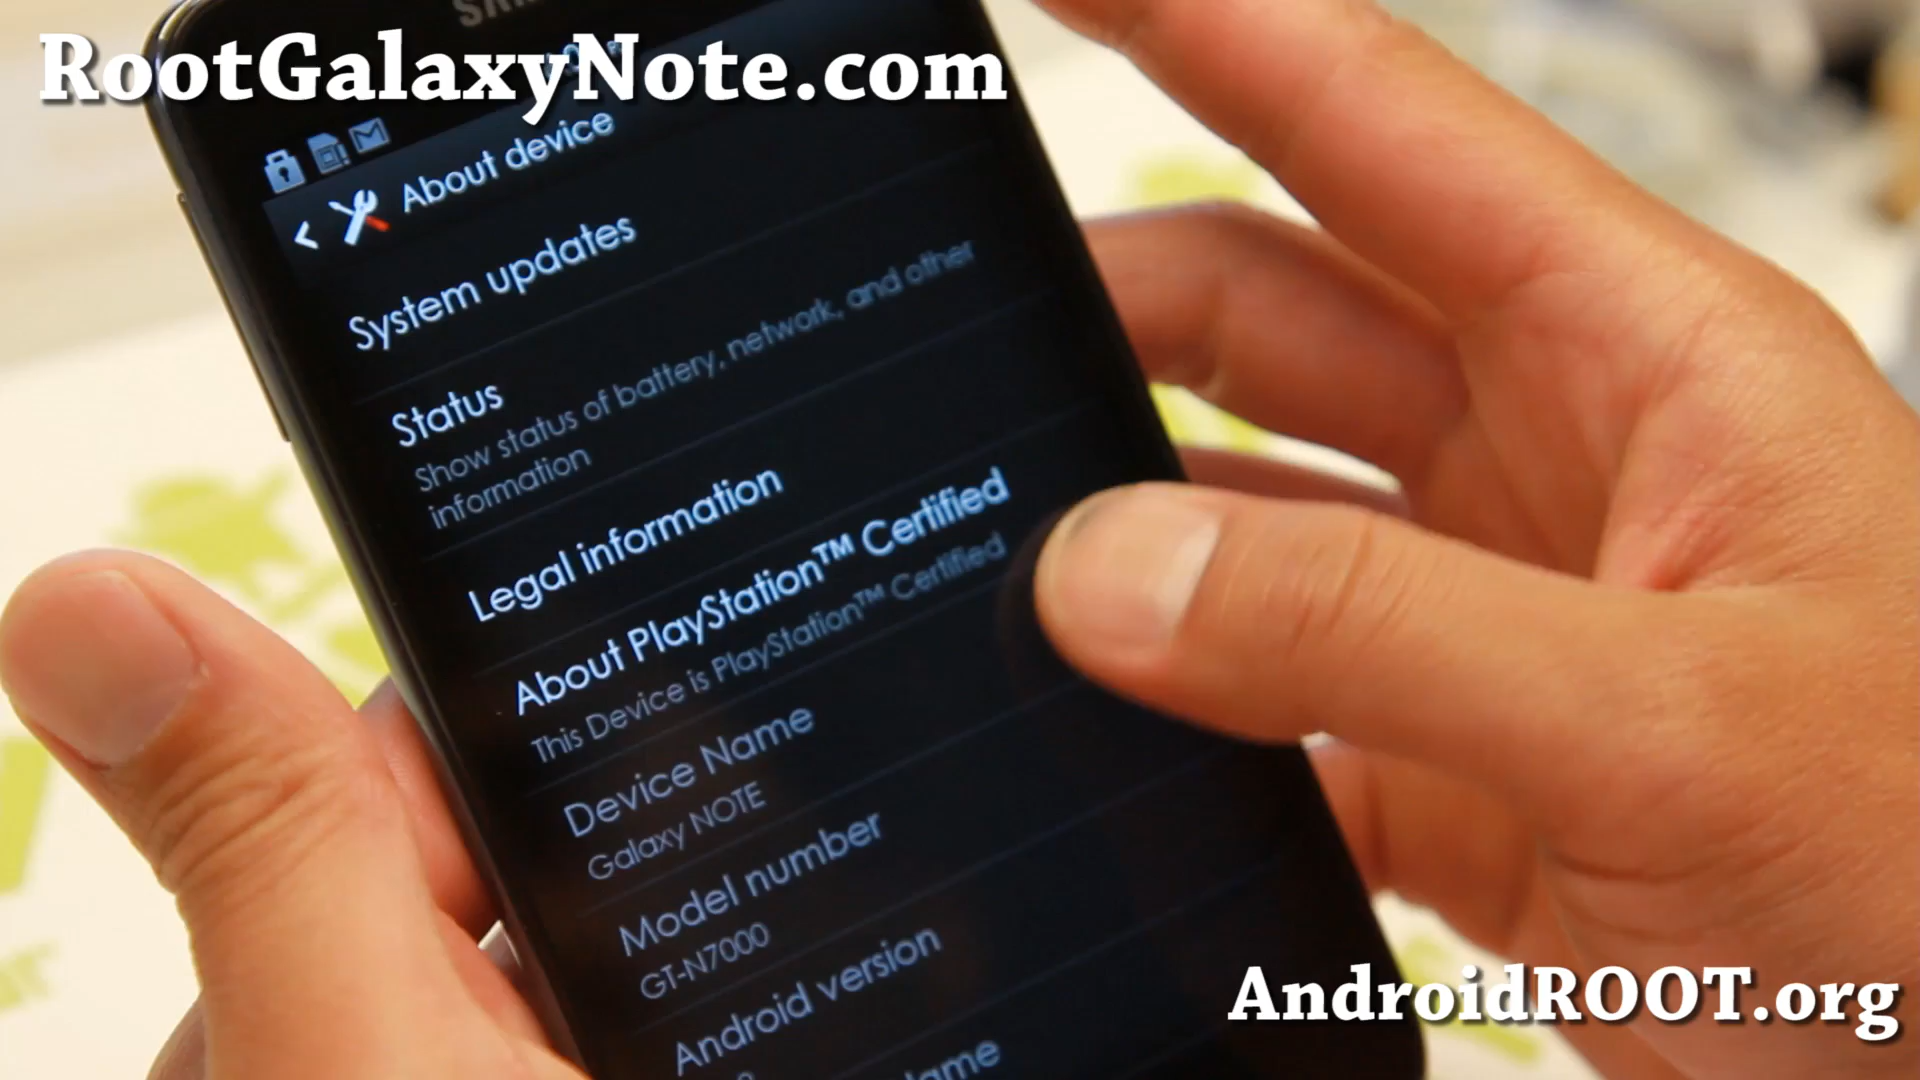 RootGalaxyNote.com
About device
System updates
Status
Show status of battery, network, and other
information
Legal information
About PlayStation™ Certified
This Device is PlayStation™ Certified
Device Name
Galaxy NOTE
Model number
GT-N7000
Android version
AndroidROOT.org